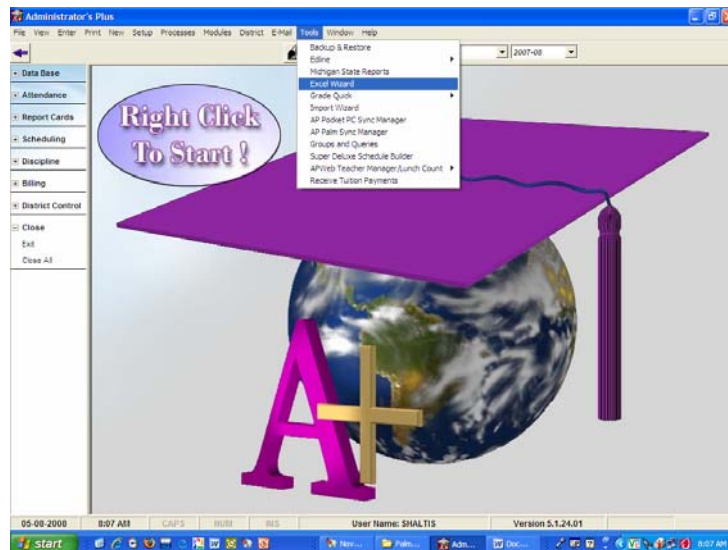 Administrator's Plus
File View Enter Print New Setup Processes Modules District E-Mail Tools Window Help
2007-08
Backup & Restore
Edline
Michigan State Reports
Excel Wizard
Grade Quick
Import Wizard
AP Pocket PC Sync Manager
AP Palm Sync Manager
Groups and Queries
Super Deluxe Schedule Builder
APWeb Teacher Manager/Lunch Count
Receive Tuition Payments
Data Base
Attendance
Report Cards
Scheduling
Discipline
Billing
District Control
Close
Exit
Close All
Right Click
To Start !
A+
05-08-2008 8:07 AM CAPS NUM INS User Name: SHALTIS Version 5.1.24.01
start Nov... Palm... Adm... Doc... 8:07 AM